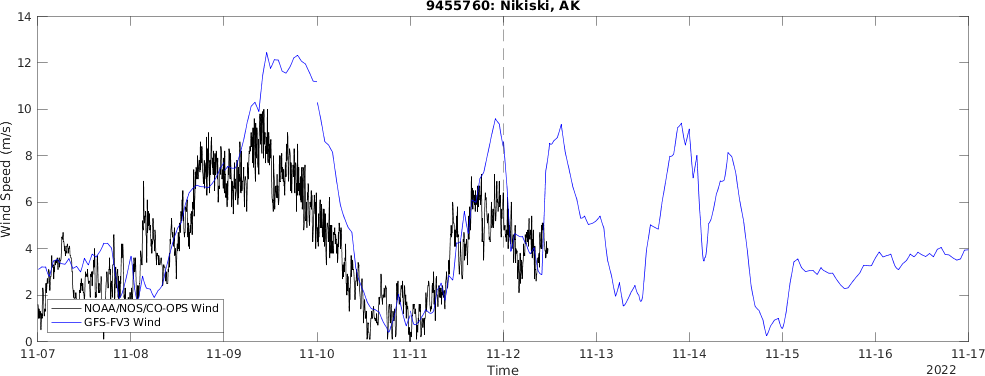 9455760: Nikiski, AK
14
12
10
8
6
4
2
0
Wind Speed (m/s)
NOAA/NOS/CO-OPS Wind
GFS-FV3 Wind
11-07 11-08 11-09 11-10 11-11 11-12 11-13 11-14 11-15 11-16 11-17
Time
2022